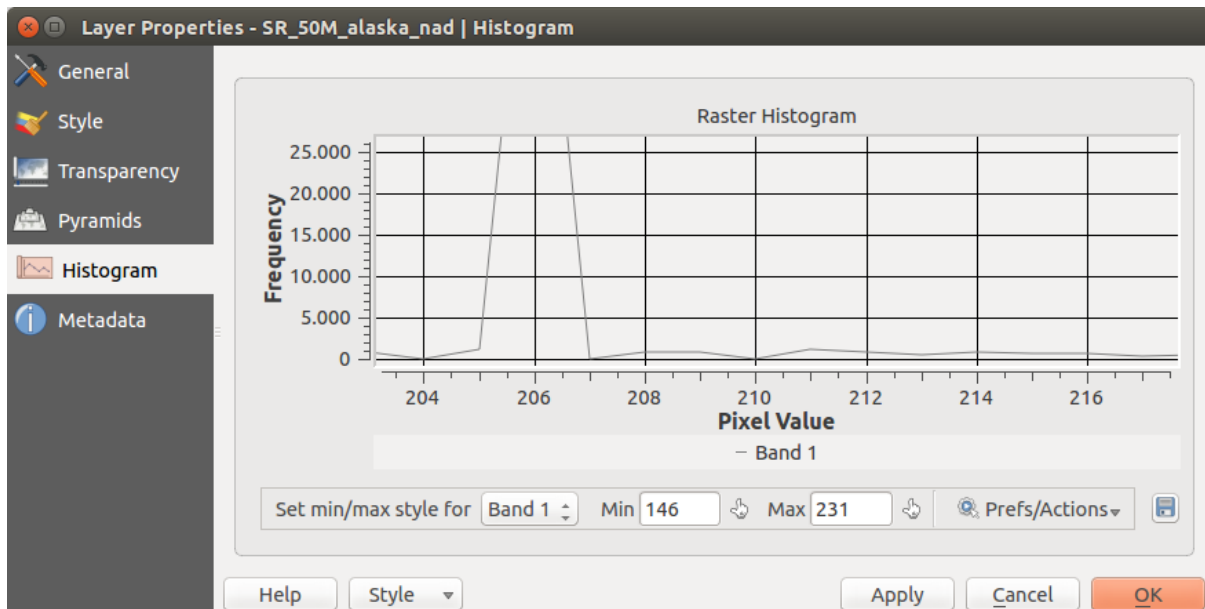 Layer Properties - SR_50M_alaska_nad | Histogram
General
Style
Transparency
Pyramids
Histogram
Metadata
Raster Histogram
Frequency
25.000
20.000
15.000
10.000
5.000
0
204 206 208 210 212 214 216
Pixel Value
Band 1
Set min/max style for Band 1 Min 146 Max 231 Prefs/Actions
Help Style Apply Cancel OK